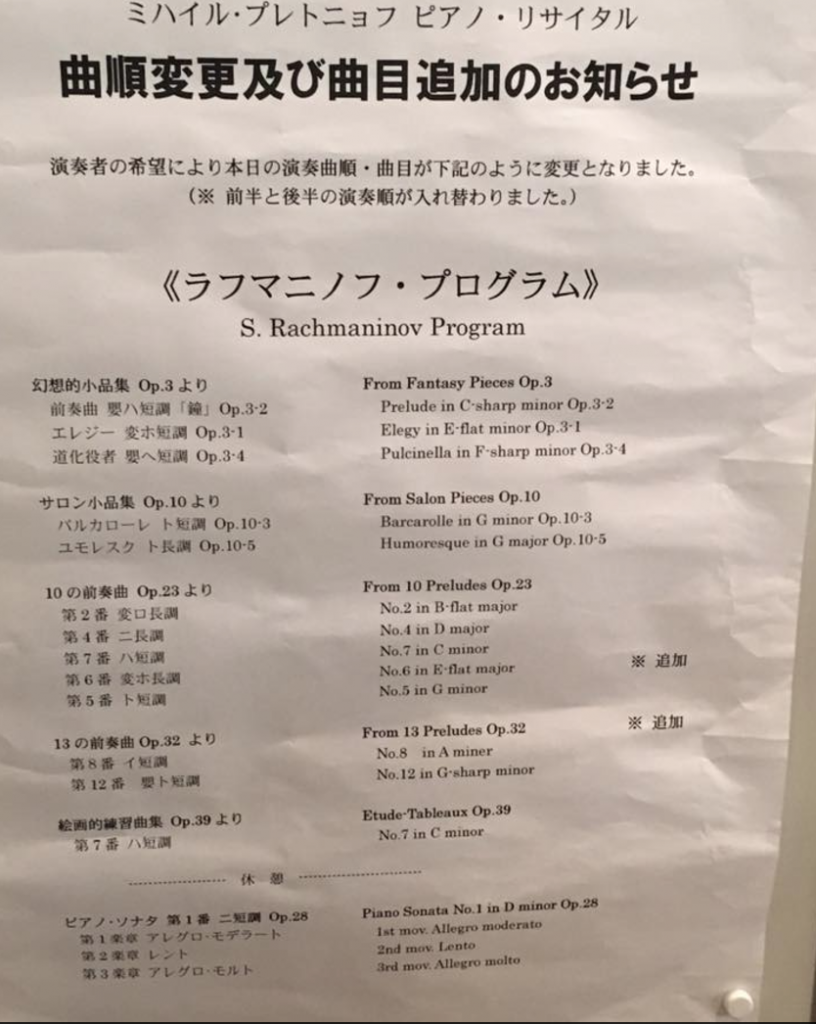 ミハイル・プレトニョフ ピアノ・リサイタル
曲順変更及び曲目追加のお知らせ
演奏者の希望により本日の演奏曲順・曲目が下記のように変更となりました。
（※ 前半と後半の演奏順が入れ替わりました。）
《ラフマニノフ・プログラム》
S. Rachmaninov Program
幻想的小品集 Op.3 より From Fantasy Pieces Op.3
前奏曲 嬰ハ短調「鐘」Op.3-2 Prelude in C-sharp minor Op.3-2
エレジー 変ホ短調 Op.3-1 Elegy in E-flat minor Op.3-1
道化役者 嬰ヘ短調 Op.3-4 Pulcinella in F-sharp minor Op.3-4
サロン小品集 Op.10 より From Salon Pieces Op.10
バルカローレ ト短調 Op.10-3 Barcarolle in G minor Op.10-3
ユモレスク ト長調 Op.10-5 Humoresque in G major Op.10-5
10の前奏曲 Op.23 より From 10 Preludes Op.23
第2番 変ロ長調 No.2 in B-flat major
第4番 ニ長調 No.4 in D major
第7番 ハ短調 No.7 in C minor
第6番 変ホ長調 No.6 in E-flat major ※ 追加
第5番 ト短調 No.5 in G minor
13の前奏曲 Op.32 より From 13 Preludes Op.32 ※ 追加
第8番 イ短調 No.8 in A miner
第12番 嬰ト短調 No.12 in G-sharp minor
絵画的練習曲集 Op.39 より Etude-Tableaux Op.39
第7番 ハ短調 No.7 in C minor
-------------------- 休 憩 --------------------
ピアノ・ソナタ 第1番 ニ短調 Op.28 Piano Sonata No.1 in D minor Op.28
第1楽章 アレグロ・モデラート 1st mov. Allegro moderato
第2楽章 レント 2nd mov. Lento
第3楽章 アレグロ・モルト 3rd mov. Allegro molto